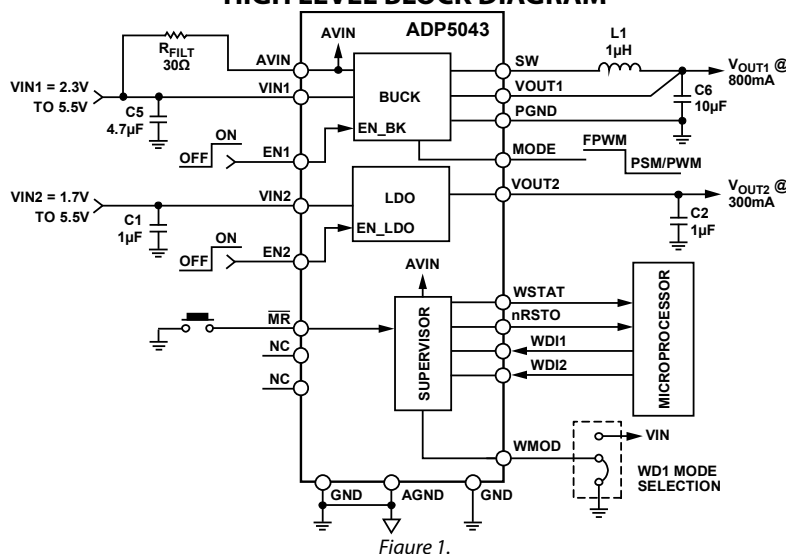 HIGH LEVEL BLOCK DIAGRAM
ADP5043
AVIN
L1
1µH
RFILT
30Ω
AVIN
SW
VOUT1 @
800mA
VIN1 = 2.3V
TO 5.5V
VIN1
BUCK
VOUT1
C6
10µF
C5
4.7µF
PGND
EN_BK
ON
OFF
EN1
MODE
FPWM
PSM/PWM
VIN2 = 1.7V
TO 5.5V
VIN2
LDO
VOUT2
VOUT2 @
300mA
C1
1µF
C2
1µF
EN_LDO
ON
OFF
EN2
AVIN
WSTAT
MR
nRSTO
SUPERVISOR
MICROPROCESSOR
NC
WDI1
NC
WDI2
WMOD
VIN
WD1 MODE
SELECTION
GND
AGND
GND
Figure 1.